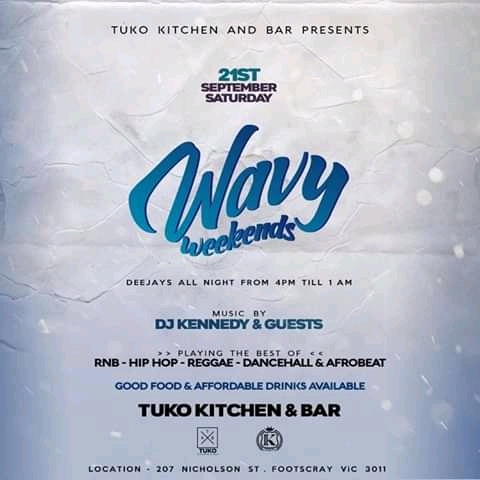 TUKO KITCHEN AND BAR PRESENTS
21ST
SEPTEMBER
SATURDAY
Wavy
weekends
DEEJAYS ALL NIGHT FROM 4PM TILL 1 AM
MUSIC BY
DJ KENNEDY & GUESTS
>> PLAYING THE BEST OF <<
RNB - HIP HOP - REGGAE - DANCEHALL & AFROBEAT
GOOD FOOD & AFFORDABLE DRINKS AVAILABLE
TUKO KITCHEN & BAR
TUKO
K
LOCATION - 207 NICHOLSON ST . FOOTSCRAY VIC 3011